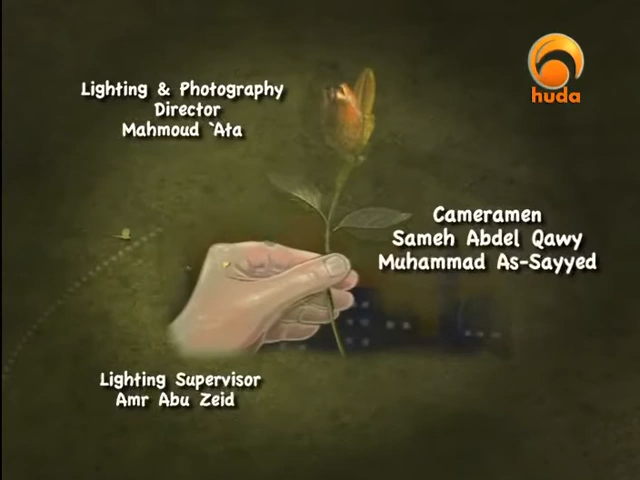 huda
Lighting & Photography
Director
Mahmoud `Ata
Cameramen
Sameh Abdel Qawy
Muhammad As-Sayyed
Lighting Supervisor
Amr Abu Zeid